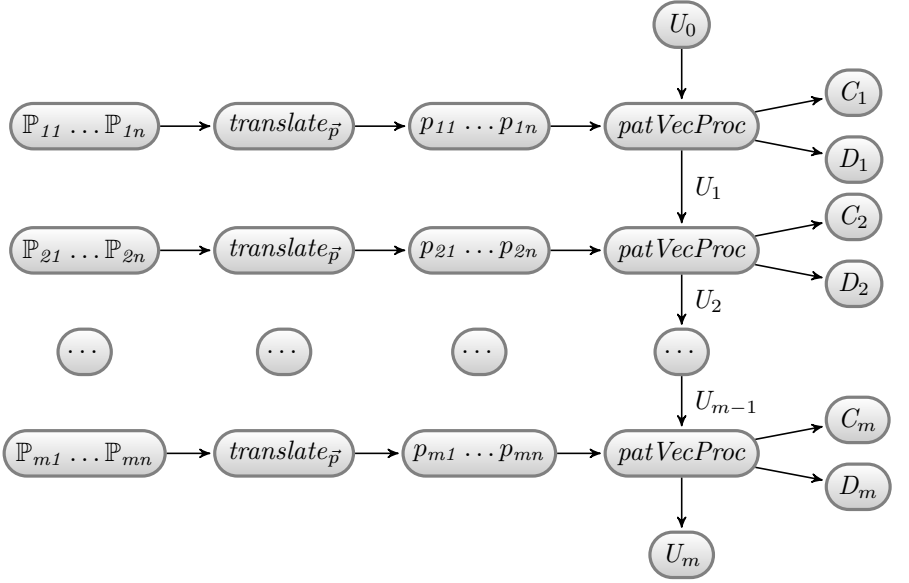 U₀
C₁
ℙ₁₁ … ℙ₁ₙ translate_p⃗ p₁₁ … p₁ₙ patVecProc
D₁
U₁
C₂
ℙ₂₁ … ℙ₂ₙ translate_p⃗ p₂₁ … p₂ₙ patVecProc
D₂
U₂
… … … …
Uₘ₋₁
Cₘ
ℙₘ₁ … ℙₘₙ translate_p⃗ pₘ₁ … pₘₙ patVecProc
Dₘ
Uₘ